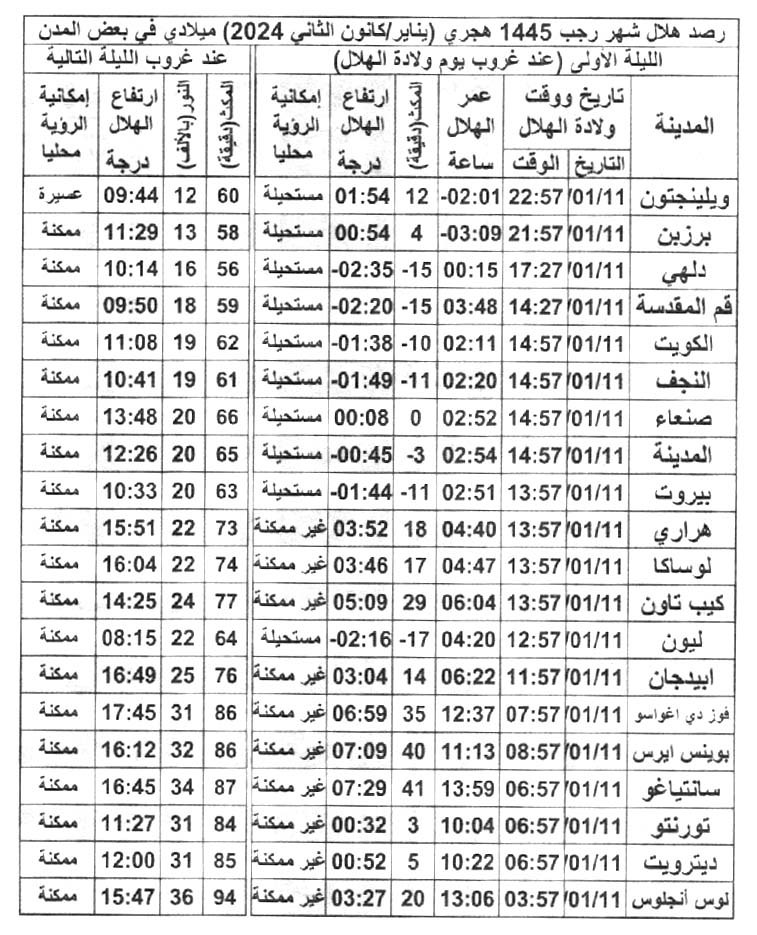 رصد هلال شهر رجب 1445 هجري (يناير/كانون الثاني 2024) ميلادي في بعض المدن
الليلة الأولى (عند غروب يوم ولادة الهلال) عند غروب الليلة التالية
المدينة تاريخ ووقت ولادة الهلال عمر الهلال ساعة المكث(دقيقة) ارتفاع الهلال درجة إمكانية الرؤية محليا المكث(دقيقة) النور(بالألف) ارتفاع الهلال درجة إمكانية الرؤية محليا
التاريخ الوقت
ويلينجتون 01/11/ 22:57 -02:01 12 01:54 مستحيلة 60 12 09:44 عسيرة
برزبن 01/11/ 21:57 -03:09 4 00:54 مستحيلة 58 13 11:29 ممكنة
دلهي 01/11/ 17:27 00:15 -15 -02:35 مستحيلة 56 16 10:14 ممكنة
قم المقدسة 01/11/ 14:27 03:48 -15 -02:20 مستحيلة 59 18 09:50 ممكنة
الكويت 01/11/ 14:57 02:11 -10 -01:38 مستحيلة 62 19 11:08 ممكنة
النجف 01/11/ 14:57 02:20 -11 -01:49 مستحيلة 61 19 10:41 ممكنة
صنعاء 01/11/ 14:57 02:52 0 00:08 مستحيلة 66 20 13:48 ممكنة
المدينة 01/11/ 14:57 02:54 -3 -00:45 مستحيلة 65 20 12:26 ممكنة
بيروت 01/11/ 13:57 02:51 -11 -01:44 مستحيلة 63 20 10:33 ممكنة
هراري 01/11/ 13:57 04:40 18 03:52 غير ممكنة 73 22 15:51 ممكنة
لوساكا 01/11/ 13:57 04:47 17 03:46 غير ممكنة 74 22 16:04 ممكنة
كيب تاون 01/11/ 13:57 06:04 29 05:09 غير ممكنة 77 24 14:25 ممكنة
ليون 01/11/ 12:57 04:20 -17 -02:16 مستحيلة 64 22 08:15 ممكنة
ابيدجان 01/11/ 11:57 06:22 14 03:04 غير ممكنة 76 25 16:49 ممكنة
فوز دي اغواسو 01/11/ 07:57 12:37 35 06:59 غير ممكنة 86 31 17:45 ممكنة
بوينس ايرس 01/11/ 08:57 11:13 40 07:09 غير ممكنة 86 32 16:12 ممكنة
سانتياغو 01/11/ 06:57 13:59 41 07:29 غير ممكنة 87 34 16:45 ممكنة
تورنتو 01/11/ 06:57 10:04 3 00:32 غير ممكنة 84 31 11:27 ممكنة
ديترويت 01/11/ 06:57 10:22 5 00:52 غير ممكنة 85 31 12:00 ممكنة
لوس أنجلوس 01/11/ 03:57 13:06 20 03:27 غير ممكنة 94 36 15:47 ممكنة